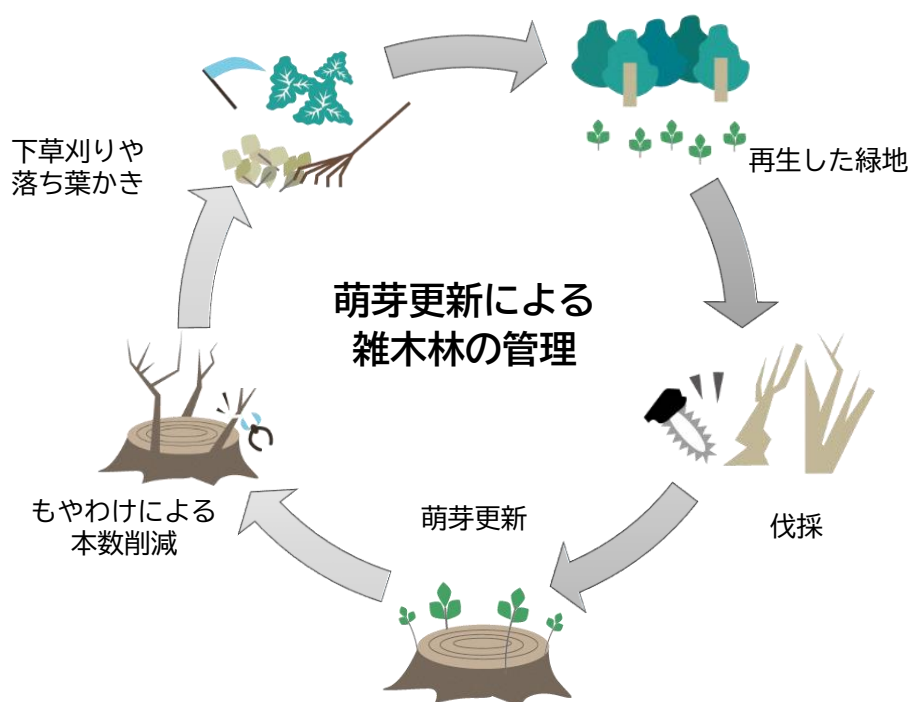 萌芽更新による
雑木林の管理
再生した緑地
伐採
萌芽更新
もやわけによる
本数削減
下草刈りや
落ち葉かき